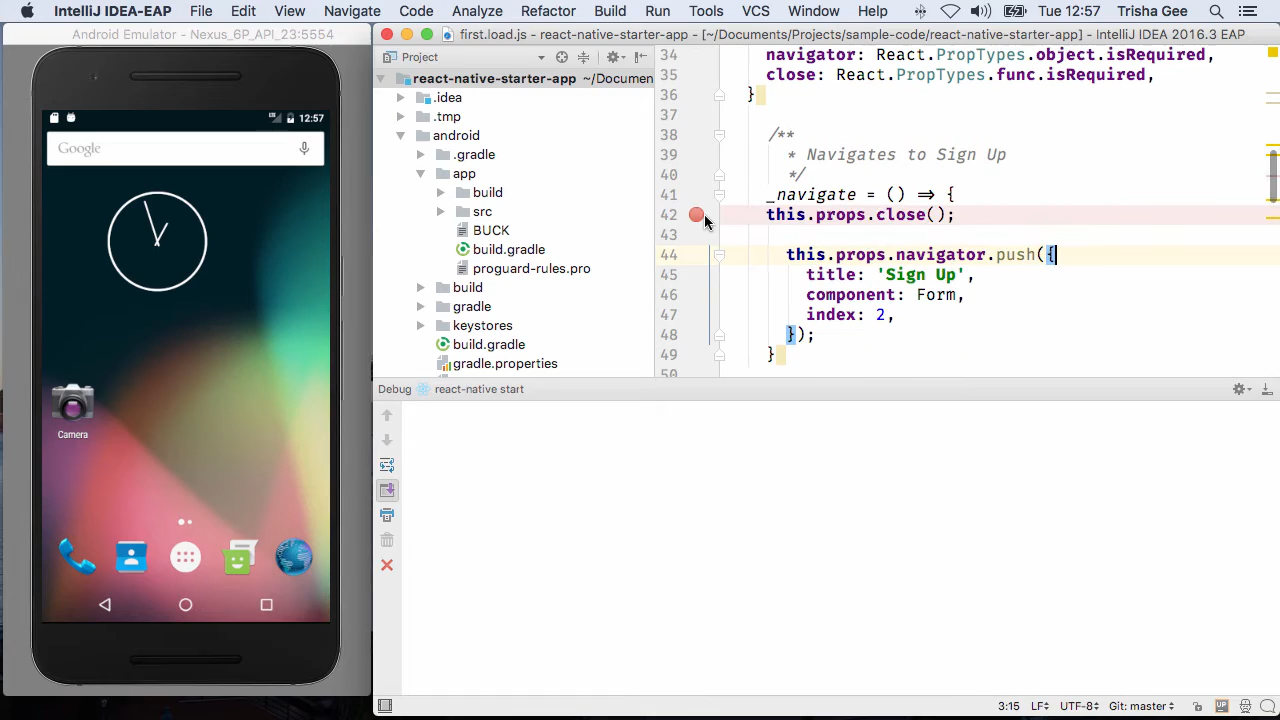 IntelliJ IDEA-EAP File Edit View Navigate Code Analyze Refactor Build Run Tools VCS Window Help Tue 12:57 Trisha Gee
Android Emulator - Nexus_6P_API_23:5554
first.load.js - react-native-starter-app - [~/Documents/Projects/sample-code/react-native-starter-app] - IntelliJ IDEA 2016.3 EAP
12:57
Google
Camera
Project
react-native-starter-app ~/Documen
.idea
.tmp
android
.gradle
app
build
src
BUCK
build.gradle
proguard-rules.pro
build
gradle
keystores
build.gradle
gradle.properties
34 navigator: React.PropTypes.object.isRequired,
35 close: React.PropTypes.func.isRequired,
36 }
37
38 /**
39 * Navigates to Sign Up
40 */
41 _navigate = () => {
42 this.props.close();
43
44 this.props.navigator.push({
45 title: 'Sign Up',
46 component: Form,
47 index: 2,
48 });
49 }
50
Debug react-native start
3:15 LF÷ UTF-8÷ Git: master÷